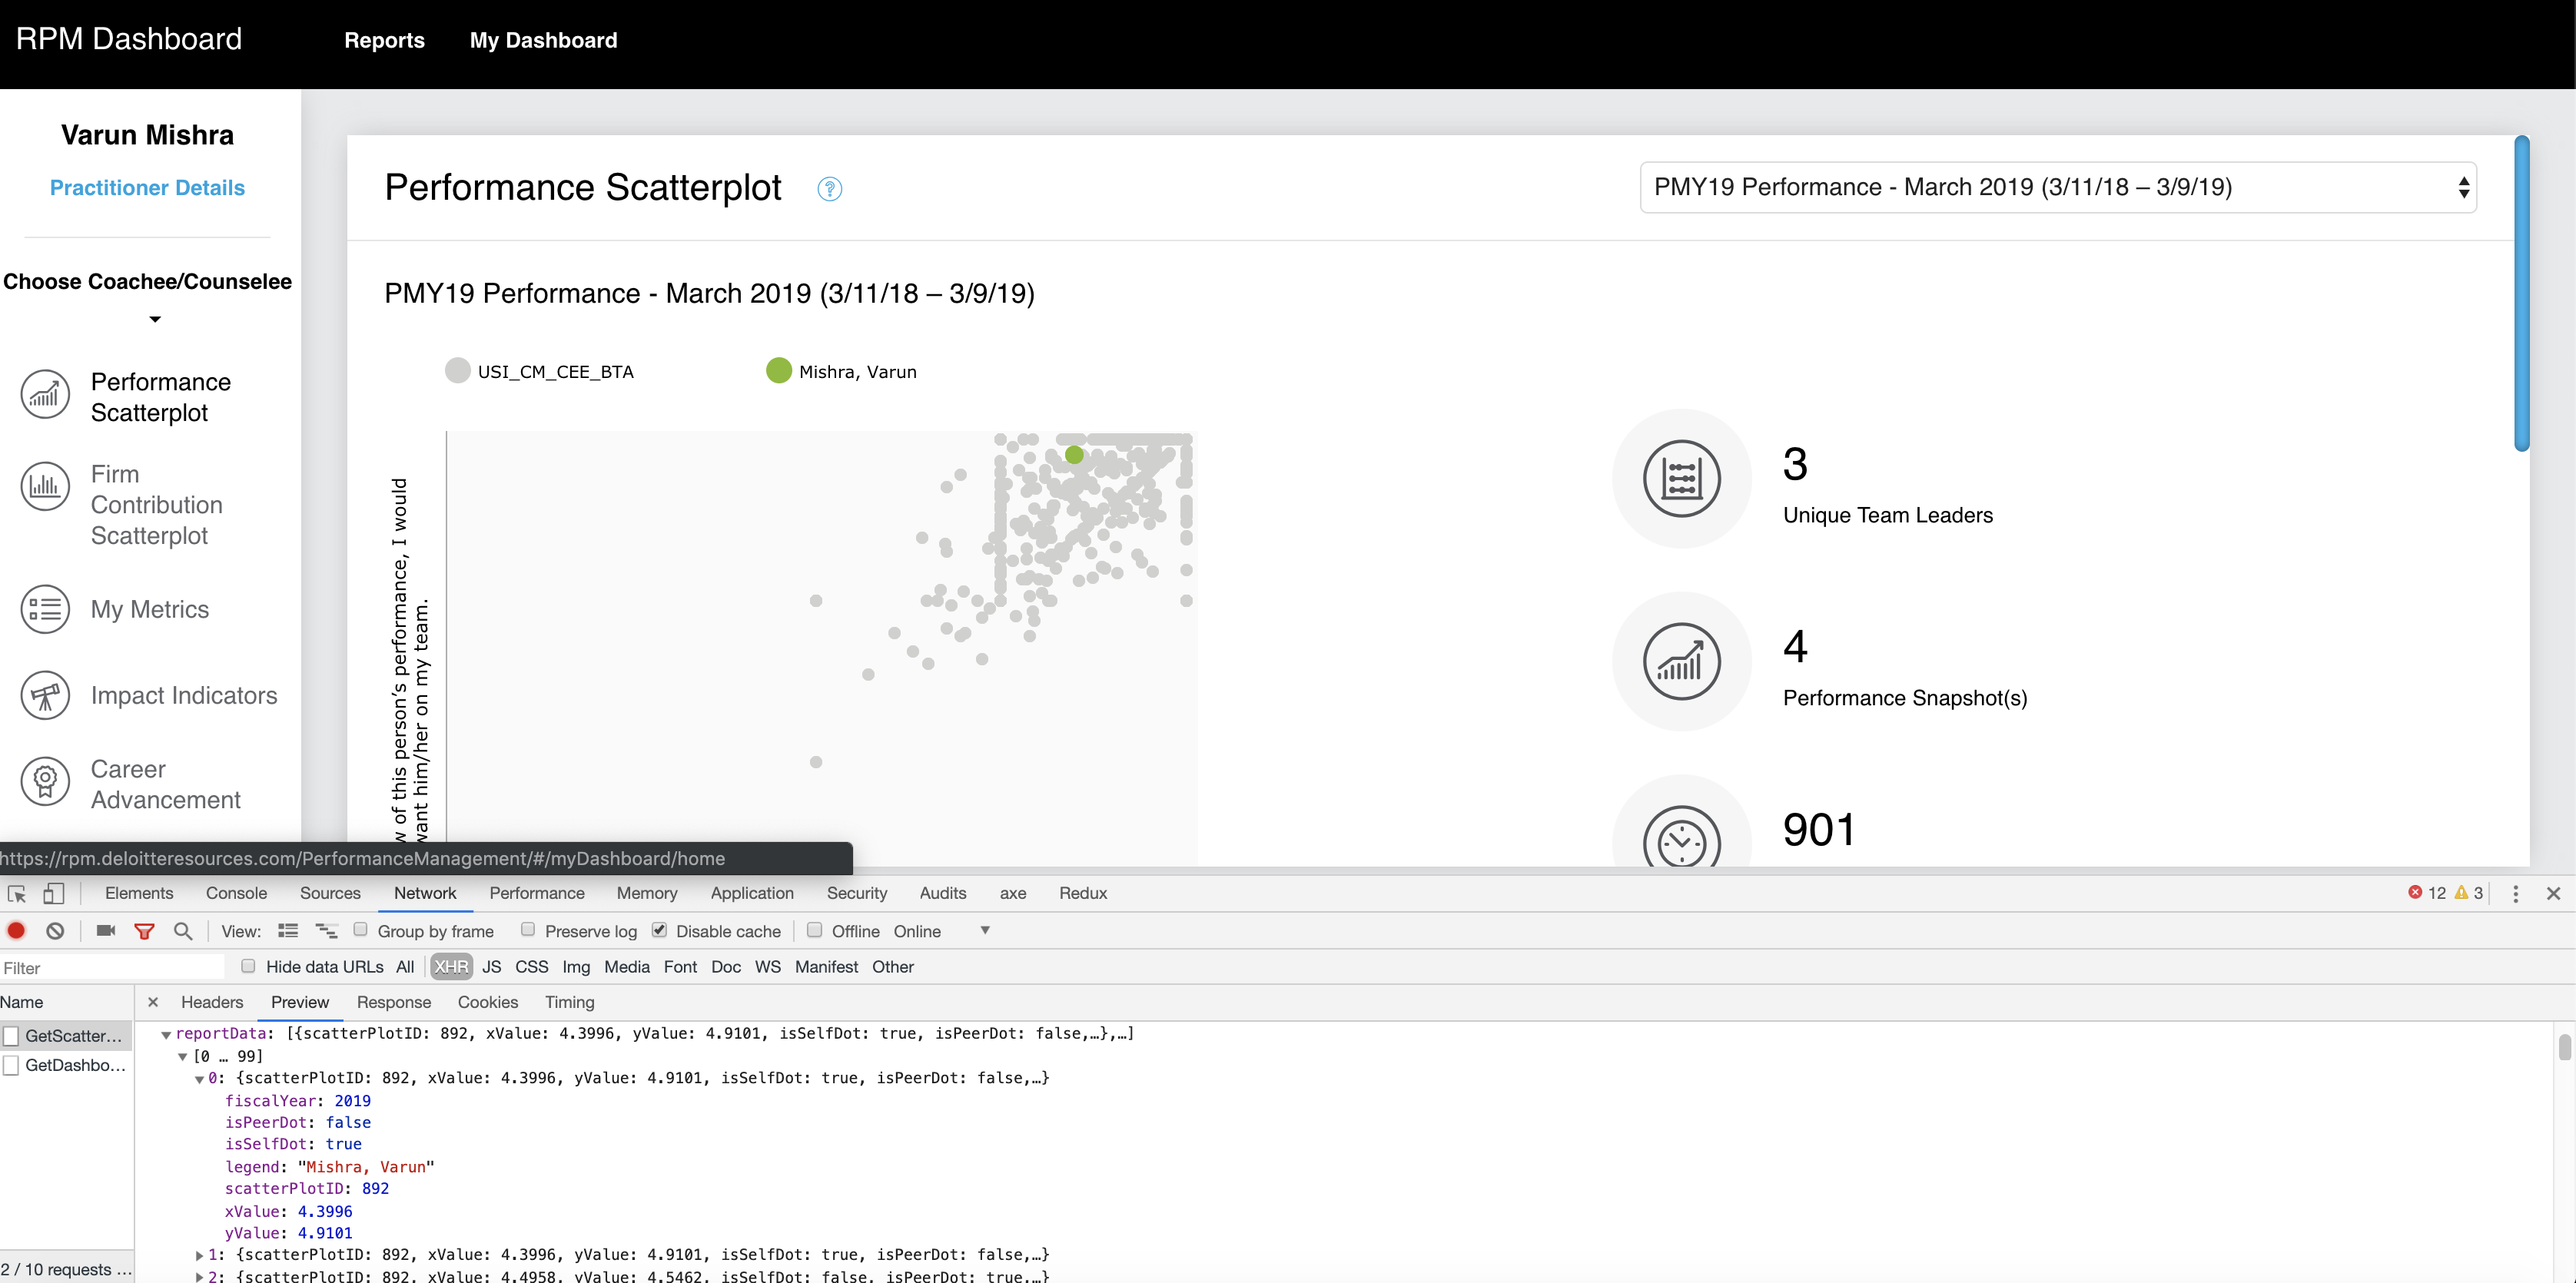 RPM Dashboard
Reports
My Dashboard
Varun Mishra
Practitioner Details
Choose Coachee/Counselee
Performance
Scatterplot
Firm
Contribution
Scatterplot
My Metrics
Impact Indicators
Career
Advancement
Performance Scatterplot
?
PMY19 Performance - March 2019 (3/11/18 – 3/9/19)
PMY19 Performance - March 2019 (3/11/18 – 3/9/19)
USI_CM_CEE_BTA
Mishra, Varun
w of this person's performance, I would
want him/her on my team.
3
Unique Team Leaders
4
Performance Snapshot(s)
901
https://rpm.deloitteresources.com/PerformanceManagement/#/myDashboard/home
Elements Console Sources Network Performance Memory Application Security Audits axe Redux 12 3
View: Group by frame Preserve log Disable cache Offline Online
Filter Hide data URLs All XHR JS CSS Img Media Font Doc WS Manifest Other
Name Headers Preview Response Cookies Timing
GetScatter...
GetDashbo...
2 / 10 requests ...
reportData: [{scatterPlotID: 892, xValue: 4.3996, yValue: 4.9101, isSelfDot: true, isPeerDot: false,…},…]
[0 … 99]
0: {scatterPlotID: 892, xValue: 4.3996, yValue: 4.9101, isSelfDot: true, isPeerDot: false,…}
fiscalYear: 2019
isPeerDot: false
isSelfDot: true
legend: "Mishra, Varun"
scatterPlotID: 892
xValue: 4.3996
yValue: 4.9101
1: {scatterPlotID: 892, xValue: 4.3996, yValue: 4.9101, isSelfDot: true, isPeerDot: false,…}
2: {scatterPlotID: 892, xValue: 4.4958, yValue: 4.5462, isSelfDot: false, isPeerDot: true,…}